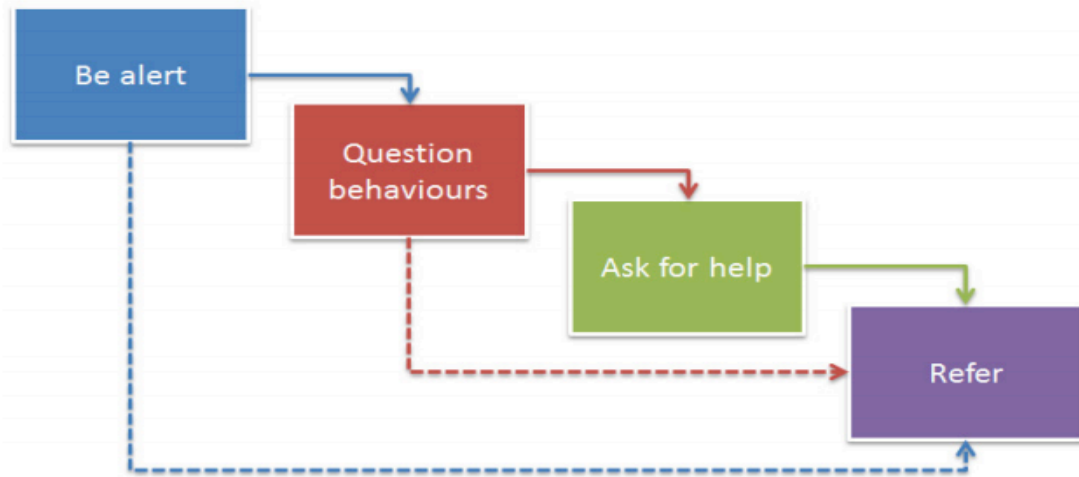 Be alert
Question
behaviours
Ask for help
Refer